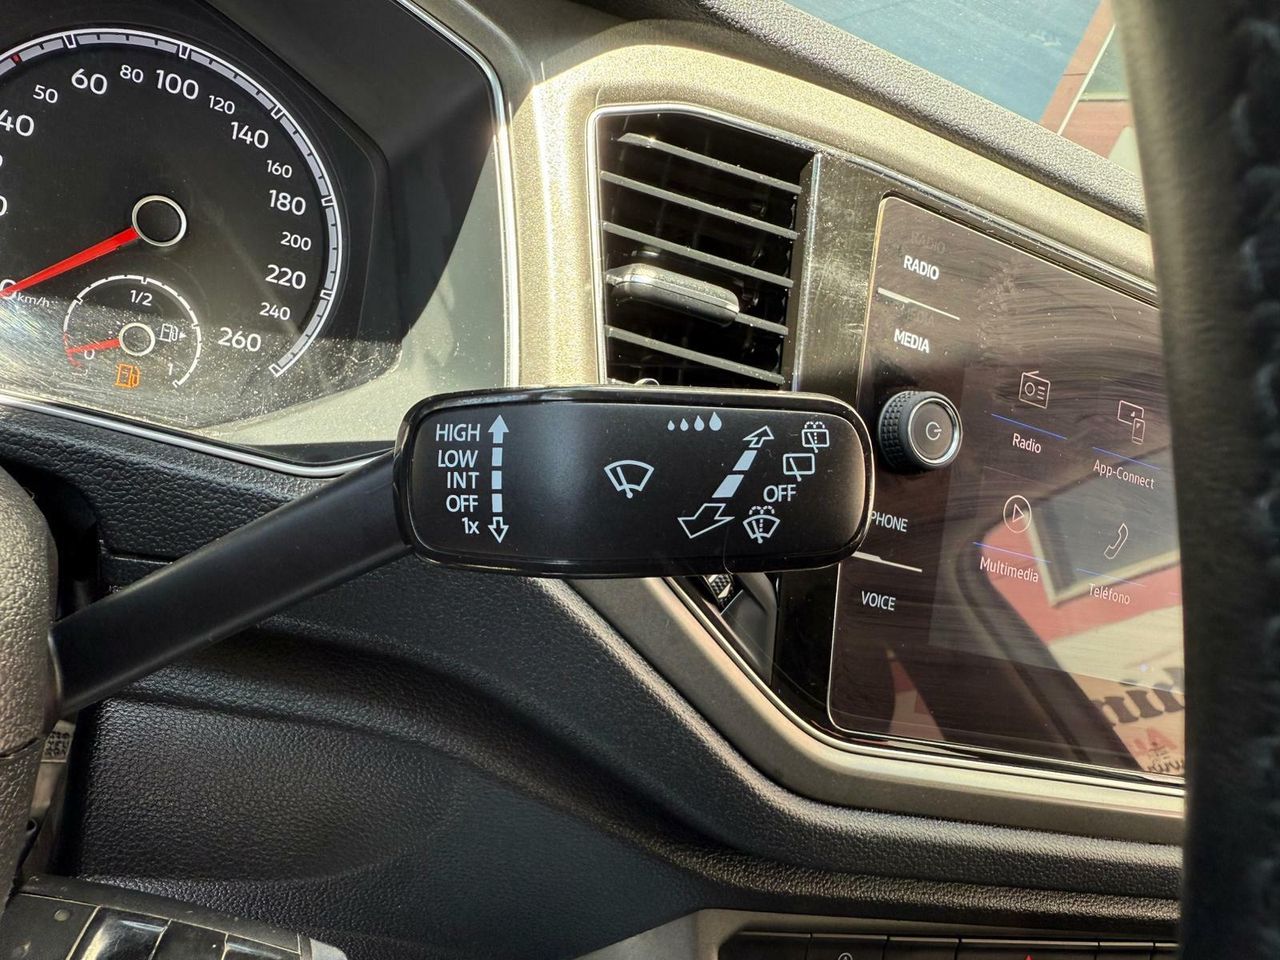 40
50
60
80
100
120
140
160
180
200
220
240
260
km/h
1/2
0
1
HIGH
LOW
INT
OFF
1x
OFF
RADIO
MEDIA
PHONE
VOICE
Radio
App-Connect
Multimedia
Teléfono